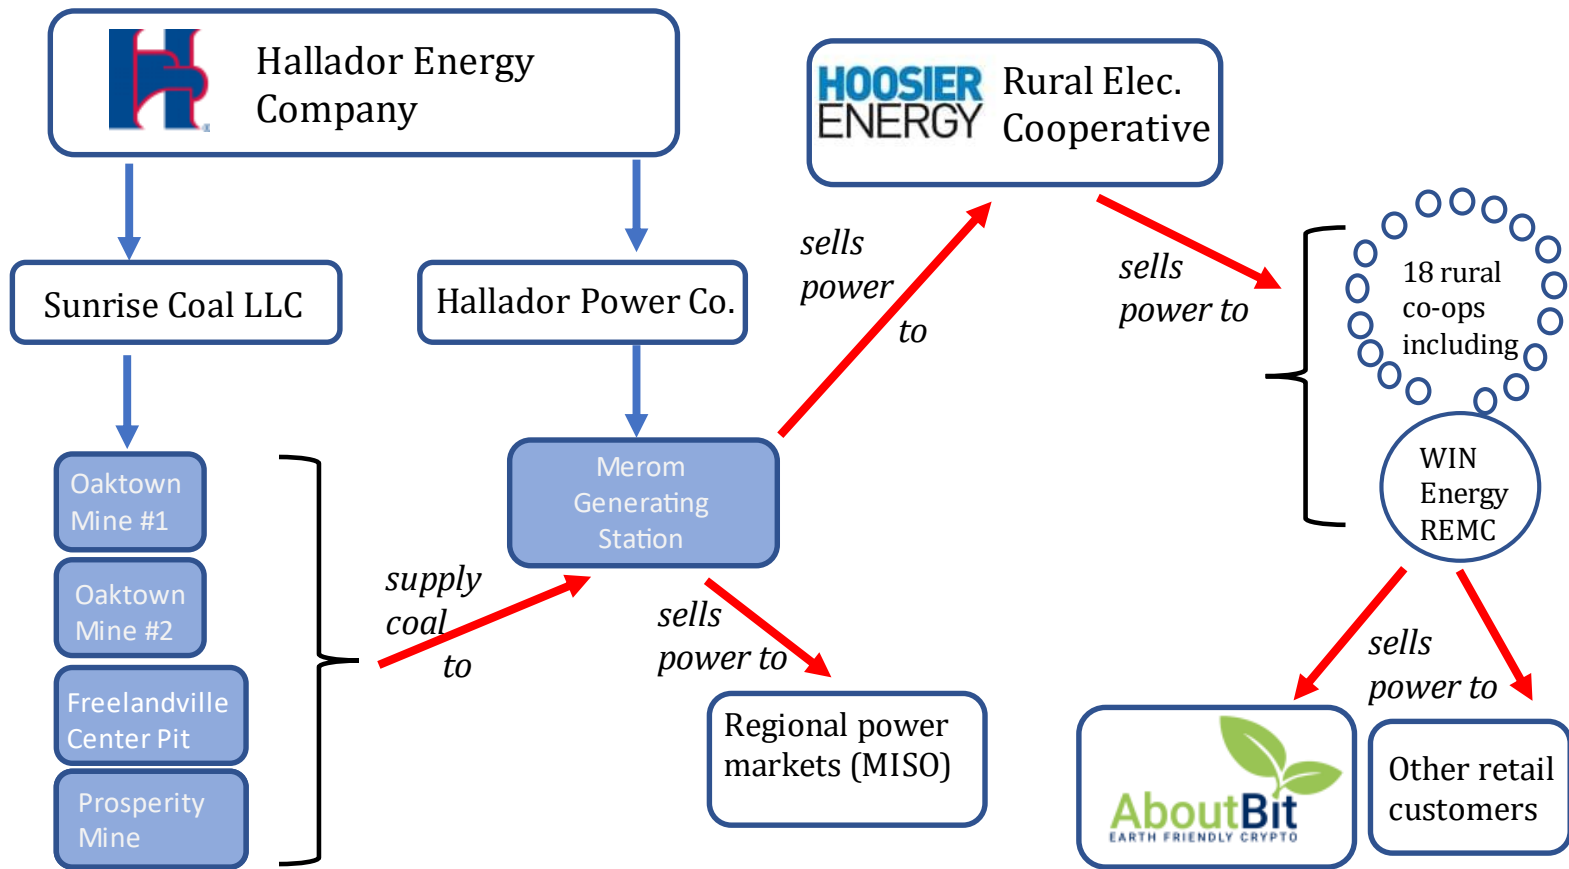 Hallador Energy
Company
HOOSIER
ENERGY
Rural Elec.
Cooperative
Sunrise Coal LLC
Hallador Power Co.
sells
power
to
sells
power to
18 rural
co-ops
including
WIN
Energy
REMC
Oaktown
Mine #1
Oaktown
Mine #2
Freelandville
Center Pit
Prosperity
Mine
supply
coal
to
Merom
Generating
Station
sells
power to
Regional power
markets (MISO)
sells
power to
AboutBit
EARTH FRIENDLY CRYPTO
Other retail
customers